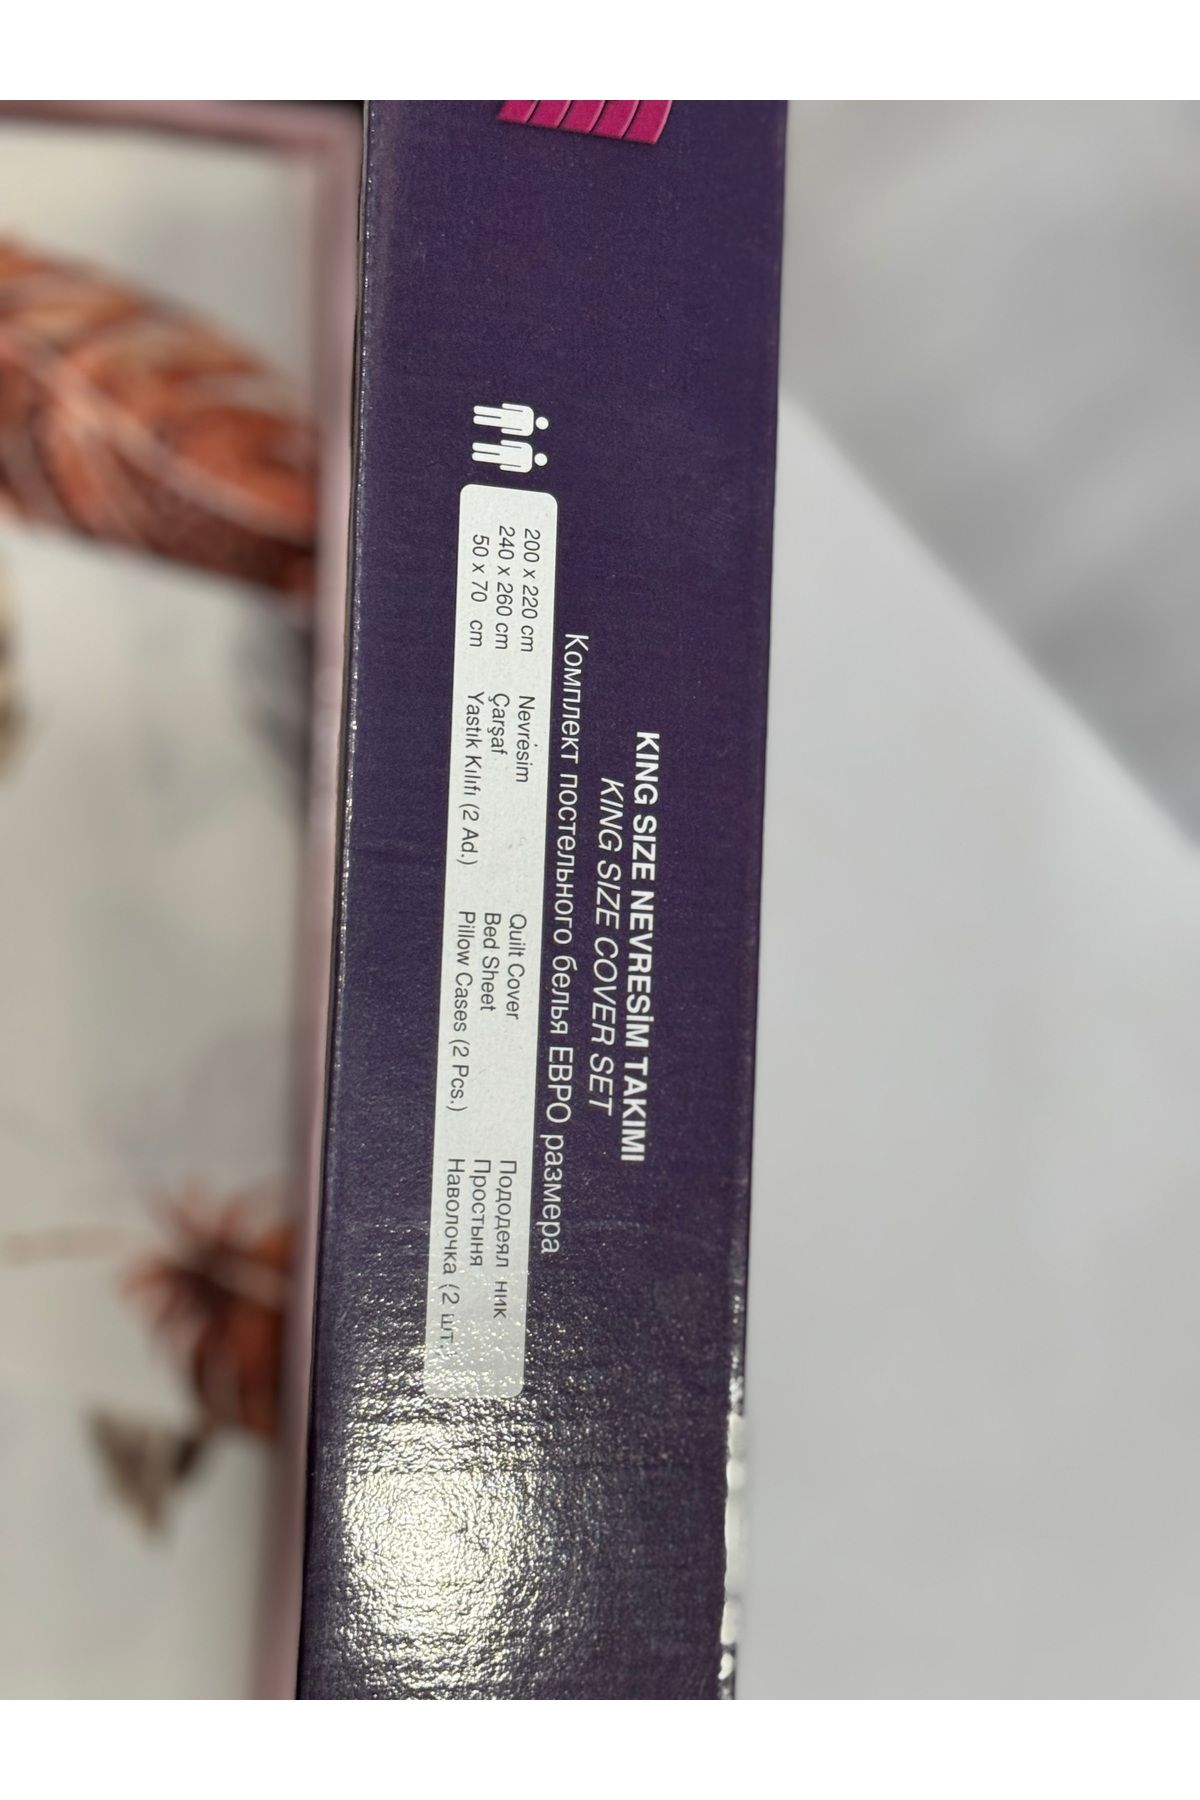 KING SIZE NEVRESİM TAKIMI
KING SIZE COVER SET
Комплект постельного белья ЕВРО размера
200 x 220 cm Nevresim Quilt Cover Пододеял ник
240 x 260 cm Çarşaf Bed Sheet Простыня
50 x 70 cm Yastık Kılıfı (2 Ad.) Pillow Cases (2 Pcs.) Наволочка (2 шт.)